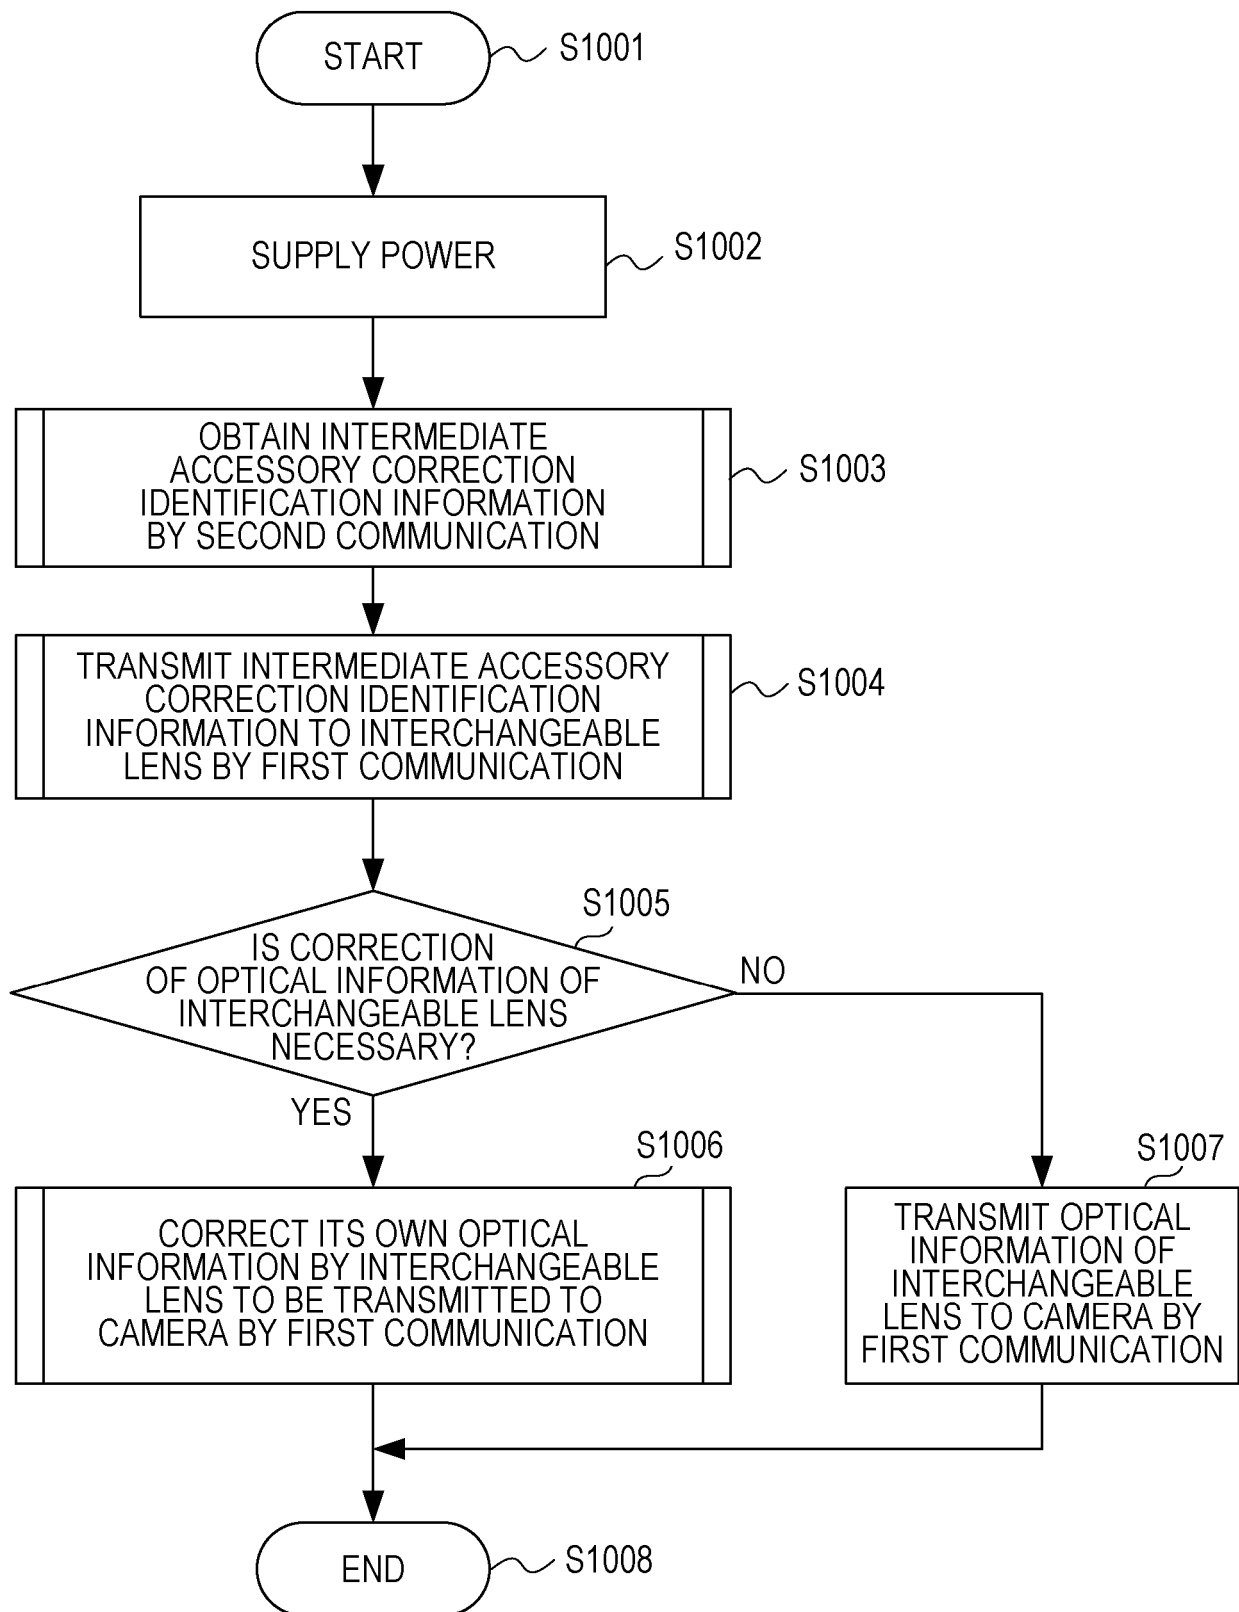 START
S1001
SUPPLY POWER
S1002
OBTAIN INTERMEDIATE
ACCESSORY CORRECTION
IDENTIFICATION INFORMATION
BY SECOND COMMUNICATION
S1003
TRANSMIT INTERMEDIATE ACCESSORY
CORRECTION IDENTIFICATION
INFORMATION TO INTERCHANGEABLE
LENS BY FIRST COMMUNICATION
S1004
S1005
IS CORRECTION
OF OPTICAL INFORMATION OF
INTERCHANGEABLE LENS
NECESSARY?
NO
YES
S1006
CORRECT ITS OWN OPTICAL
INFORMATION BY INTERCHANGEABLE
LENS TO BE TRANSMITTED TO
CAMERA BY FIRST COMMUNICATION
S1007
TRANSMIT OPTICAL
INFORMATION OF
INTERCHANGEABLE
LENS TO CAMERA BY
FIRST COMMUNICATION
END
S1008